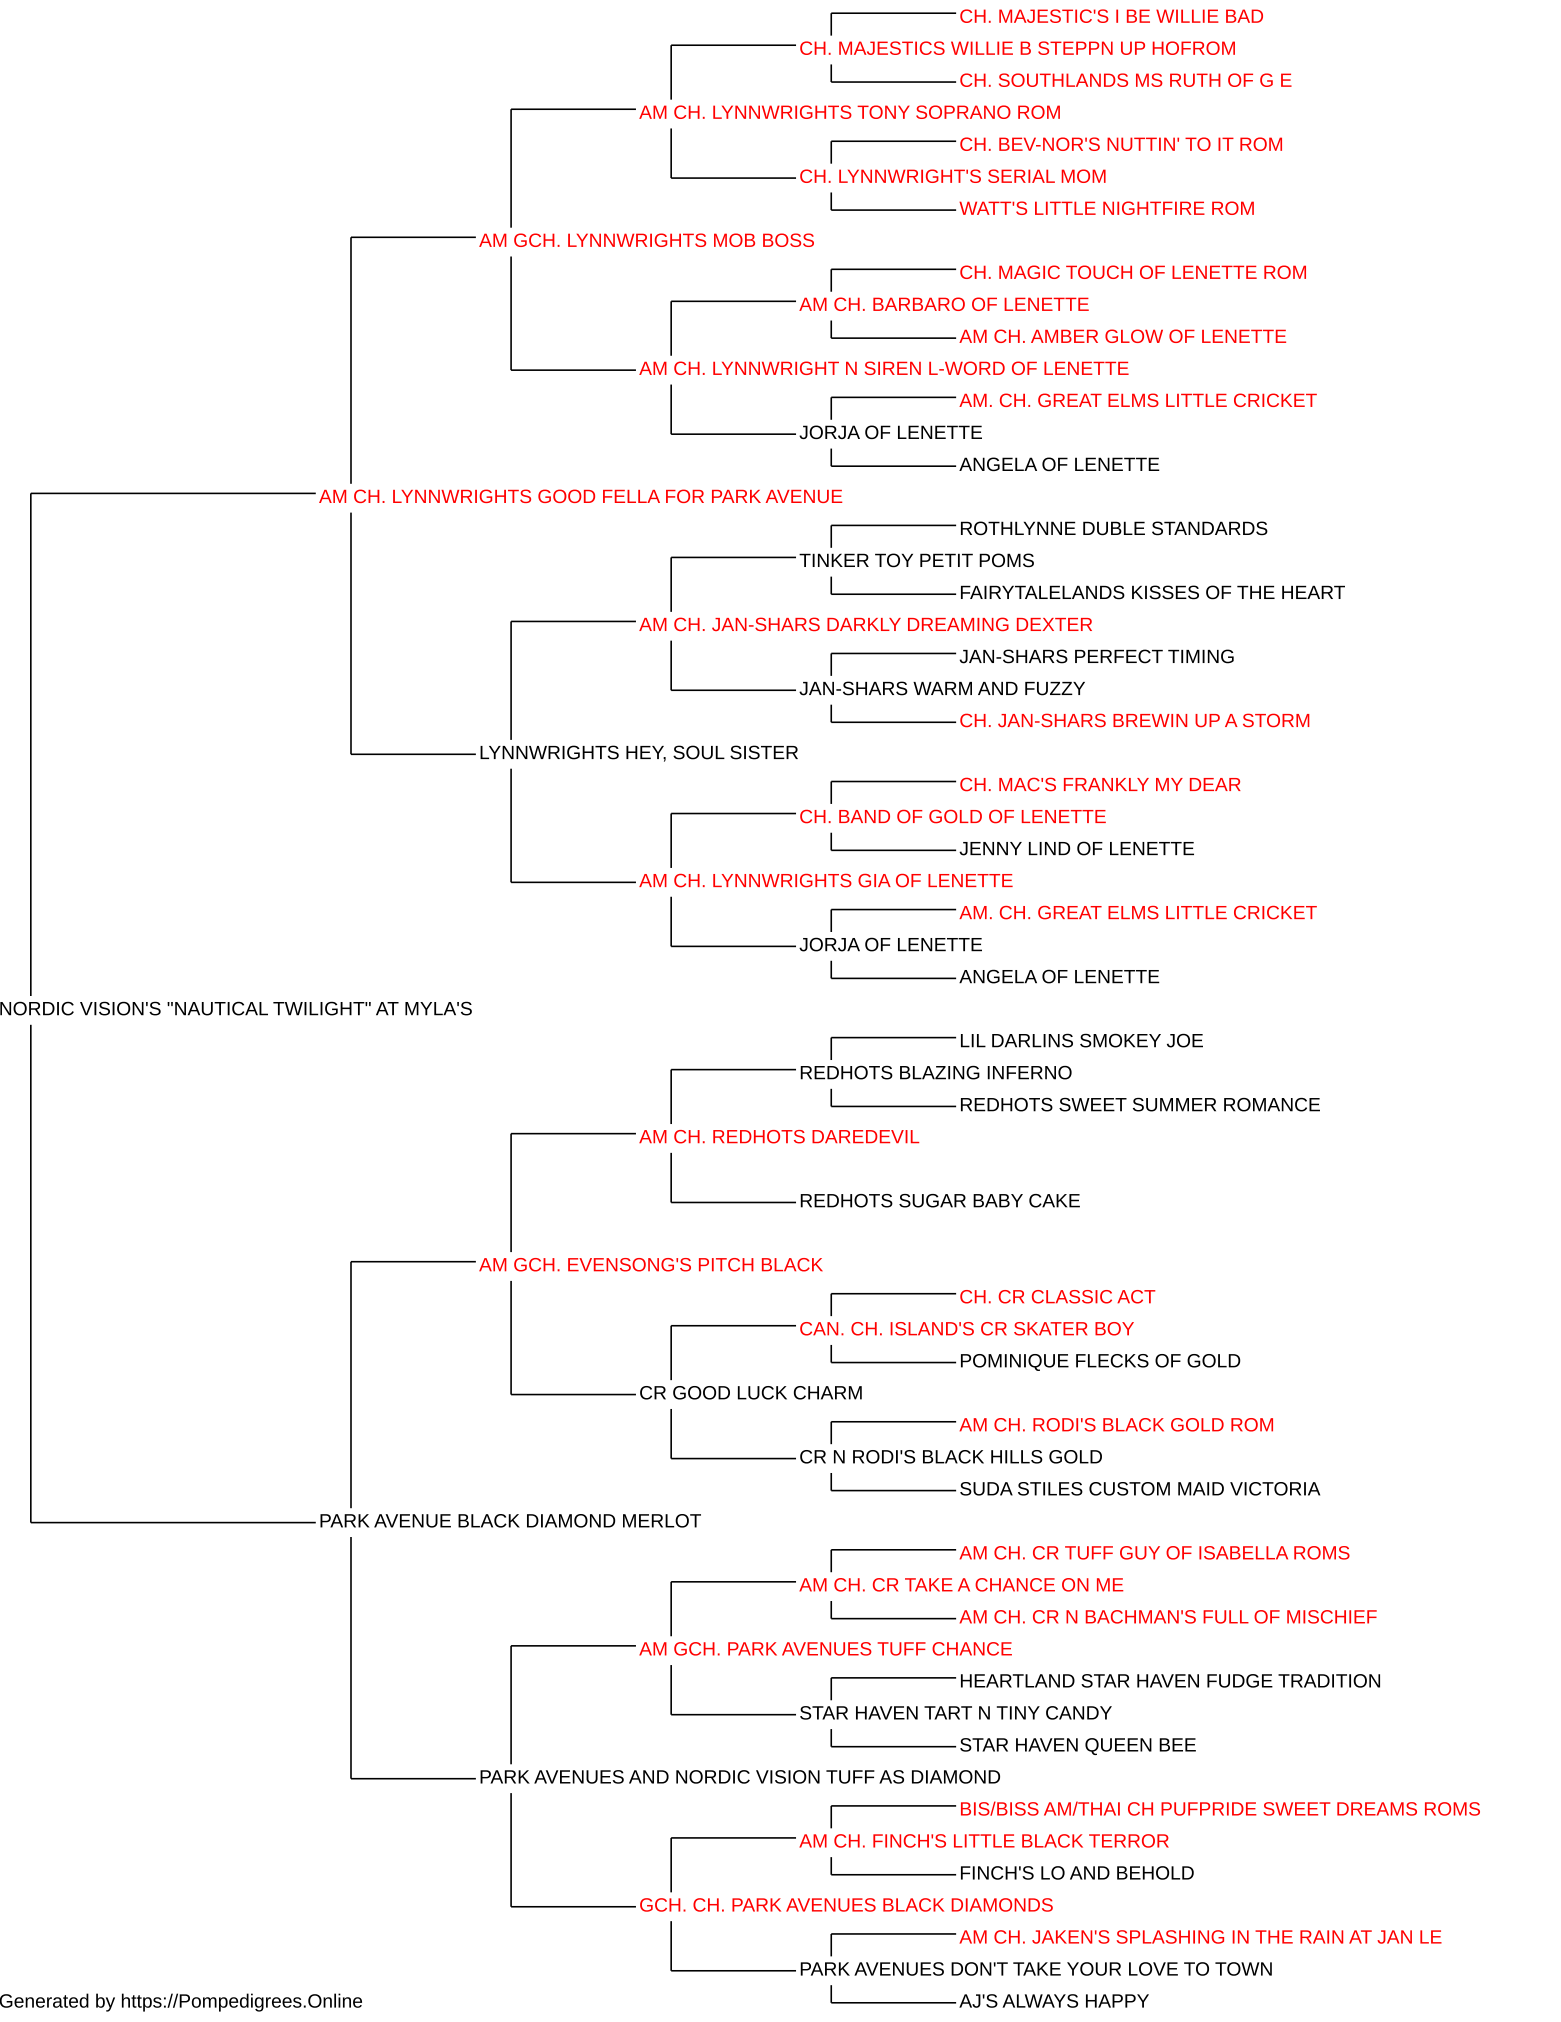 CH. MAJESTIC'S I BE WILLIE BAD
CH. MAJESTICS WILLIE B STEPPN UP HOFROM
CH. SOUTHLANDS MS RUTH OF G E
AM CH. LYNNWRIGHTS TONY SOPRANO ROM
CH. BEV-NOR'S NUTTIN' TO IT ROM
CH. LYNNWRIGHT'S SERIAL MOM
WATT'S LITTLE NIGHTFIRE ROM
AM GCH. LYNNWRIGHTS MOB BOSS
CH. MAGIC TOUCH OF LENETTE ROM
AM CH. BARBARO OF LENETTE
AM CH. AMBER GLOW OF LENETTE
AM CH. LYNNWRIGHT N SIREN L-WORD OF LENETTE
AM. CH. GREAT ELMS LITTLE CRICKET
JORJA OF LENETTE
ANGELA OF LENETTE
AM CH. LYNNWRIGHTS GOOD FELLA FOR PARK AVENUE
ROTHLYNNE DUBLE STANDARDS
TINKER TOY PETIT POMS
FAIRYTALELANDS KISSES OF THE HEART
AM CH. JAN-SHARS DARKLY DREAMING DEXTER
JAN-SHARS PERFECT TIMING
JAN-SHARS WARM AND FUZZY
CH. JAN-SHARS BREWIN UP A STORM
LYNNWRIGHTS HEY, SOUL SISTER
CH. MAC'S FRANKLY MY DEAR
CH. BAND OF GOLD OF LENETTE
JENNY LIND OF LENETTE
AM CH. LYNNWRIGHTS GIA OF LENETTE
AM. CH. GREAT ELMS LITTLE CRICKET
JORJA OF LENETTE
ANGELA OF LENETTE
NORDIC VISION'S "NAUTICAL TWILIGHT" AT MYLA'S
LIL DARLINS SMOKEY JOE
REDHOTS BLAZING INFERNO
REDHOTS SWEET SUMMER ROMANCE
AM CH. REDHOTS DAREDEVIL
REDHOTS SUGAR BABY CAKE
AM GCH. EVENSONG'S PITCH BLACK
CH. CR CLASSIC ACT
CAN. CH. ISLAND'S CR SKATER BOY
POMINIQUE FLECKS OF GOLD
CR GOOD LUCK CHARM
AM CH. RODI'S BLACK GOLD ROM
CR N RODI'S BLACK HILLS GOLD
SUDA STILES CUSTOM MAID VICTORIA
PARK AVENUE BLACK DIAMOND MERLOT
AM CH. CR TUFF GUY OF ISABELLA ROMS
AM CH. CR TAKE A CHANCE ON ME
AM CH. CR N BACHMAN'S FULL OF MISCHIEF
AM GCH. PARK AVENUES TUFF CHANCE
HEARTLAND STAR HAVEN FUDGE TRADITION
STAR HAVEN TART N TINY CANDY
STAR HAVEN QUEEN BEE
PARK AVENUES AND NORDIC VISION TUFF AS DIAMOND
BIS/BISS AM/THAI CH PUFPRIDE SWEET DREAMS ROMS
AM CH. FINCH'S LITTLE BLACK TERROR
FINCH'S LO AND BEHOLD
GCH. CH. PARK AVENUES BLACK DIAMONDS
AM CH. JAKEN'S SPLASHING IN THE RAIN AT JAN LE
PARK AVENUES DON'T TAKE YOUR LOVE TO TOWN
AJ'S ALWAYS HAPPY
Generated by https://Pompedigrees.Online